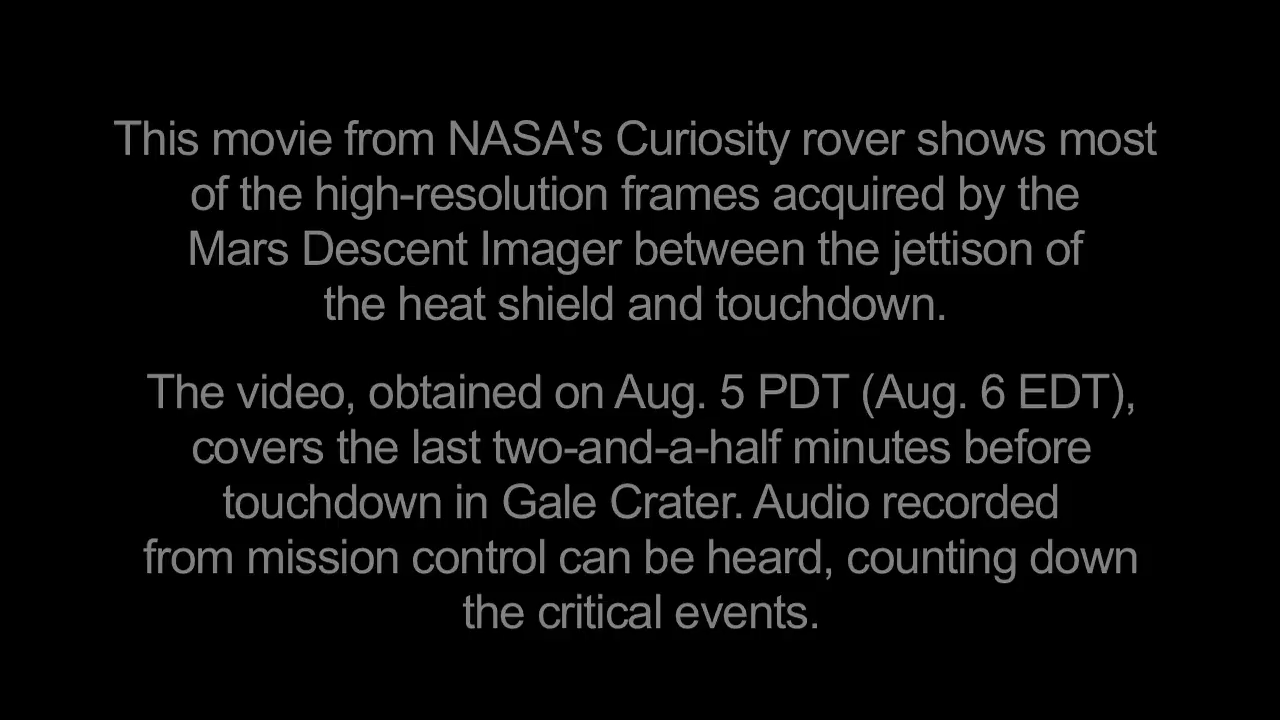 This movie from NASA's Curiosity rover shows most
of the high-resolution frames acquired by the
Mars Descent Imager between the jettison of
the heat shield and touchdown.
The video, obtained on Aug. 5 PDT (Aug. 6 EDT),
covers the last two-and-a-half minutes before
touchdown in Gale Crater. Audio recorded
from mission control can be heard, counting down
the critical events.